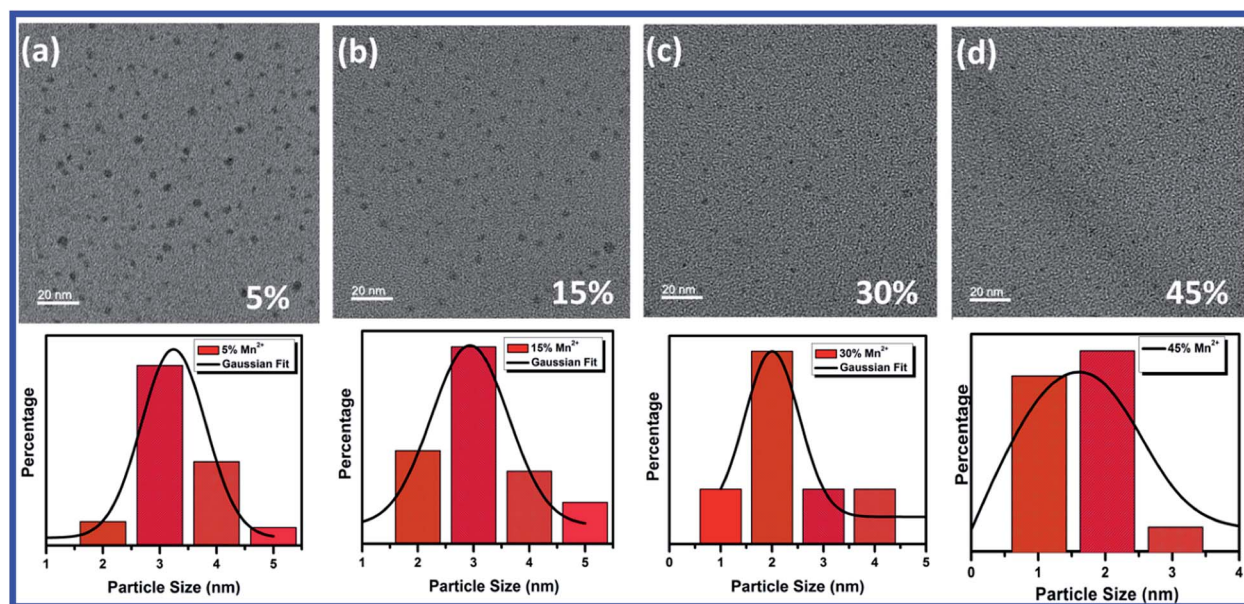 (a)
20 nm
5%
(b)
20 nm
15%
(c)
20 nm
30%
(d)
20 nm
45%
Percentage
5% Mn²⁺
Gaussian Fit
1 2 3 4 5
Particle Size (nm)
Percentage
15% Mn²⁺
Gaussian Fit
1 2 3 4 5
Particle Size (nm)
Percentage
30% Mn²⁺
Gaussian Fit
0 1 2 3 4 5
Particle Size (nm)
Percentage
45% Mn²⁺
0 1 2 3 4
Particle Size (nm)